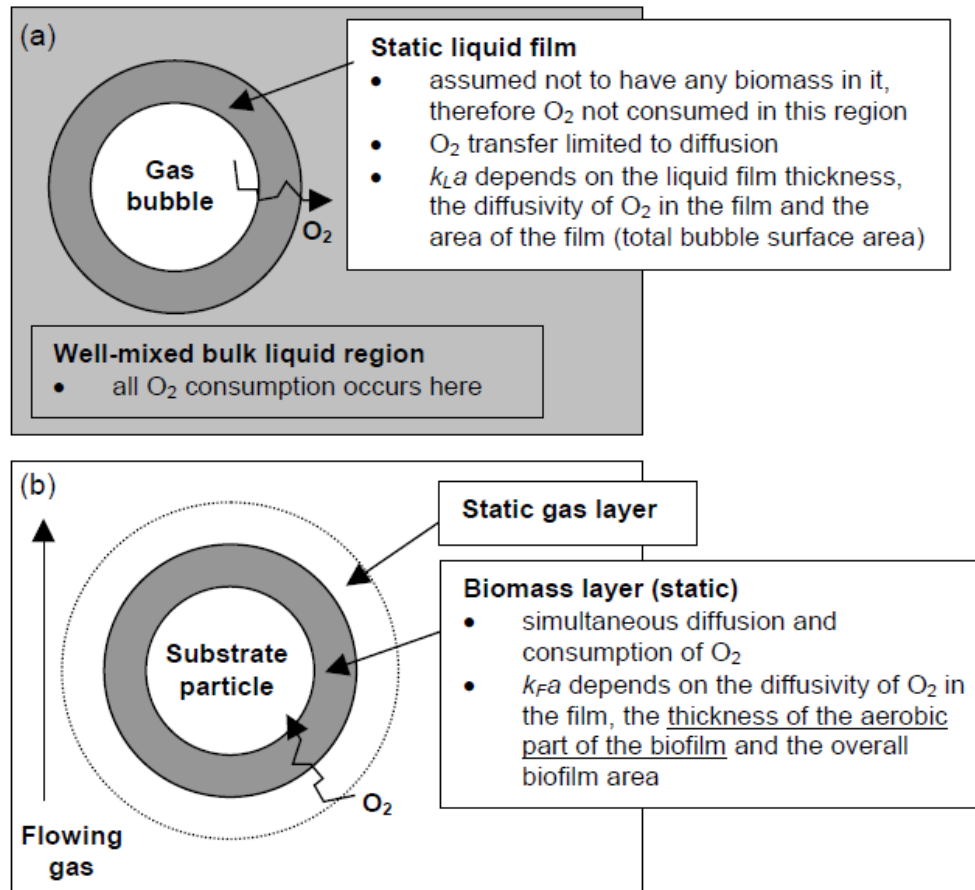 (a)
Static liquid film
• assumed not to have any biomass in it,
therefore O₂ not consumed in this region
• O₂ transfer limited to diffusion
• kLa depends on the liquid film thickness,
the diffusivity of O₂ in the film and the
area of the film (total bubble surface area)
Gas
bubble
O₂
Well-mixed bulk liquid region
• all O₂ consumption occurs here
(b)
Static gas layer
Biomass layer (static)
• simultaneous diffusion and
consumption of O₂
• kFa depends on the diffusivity of O₂ in
the film, the thickness of the aerobic
part of the biofilm and the overall
biofilm area
Substrate
particle
O₂
Flowing
gas